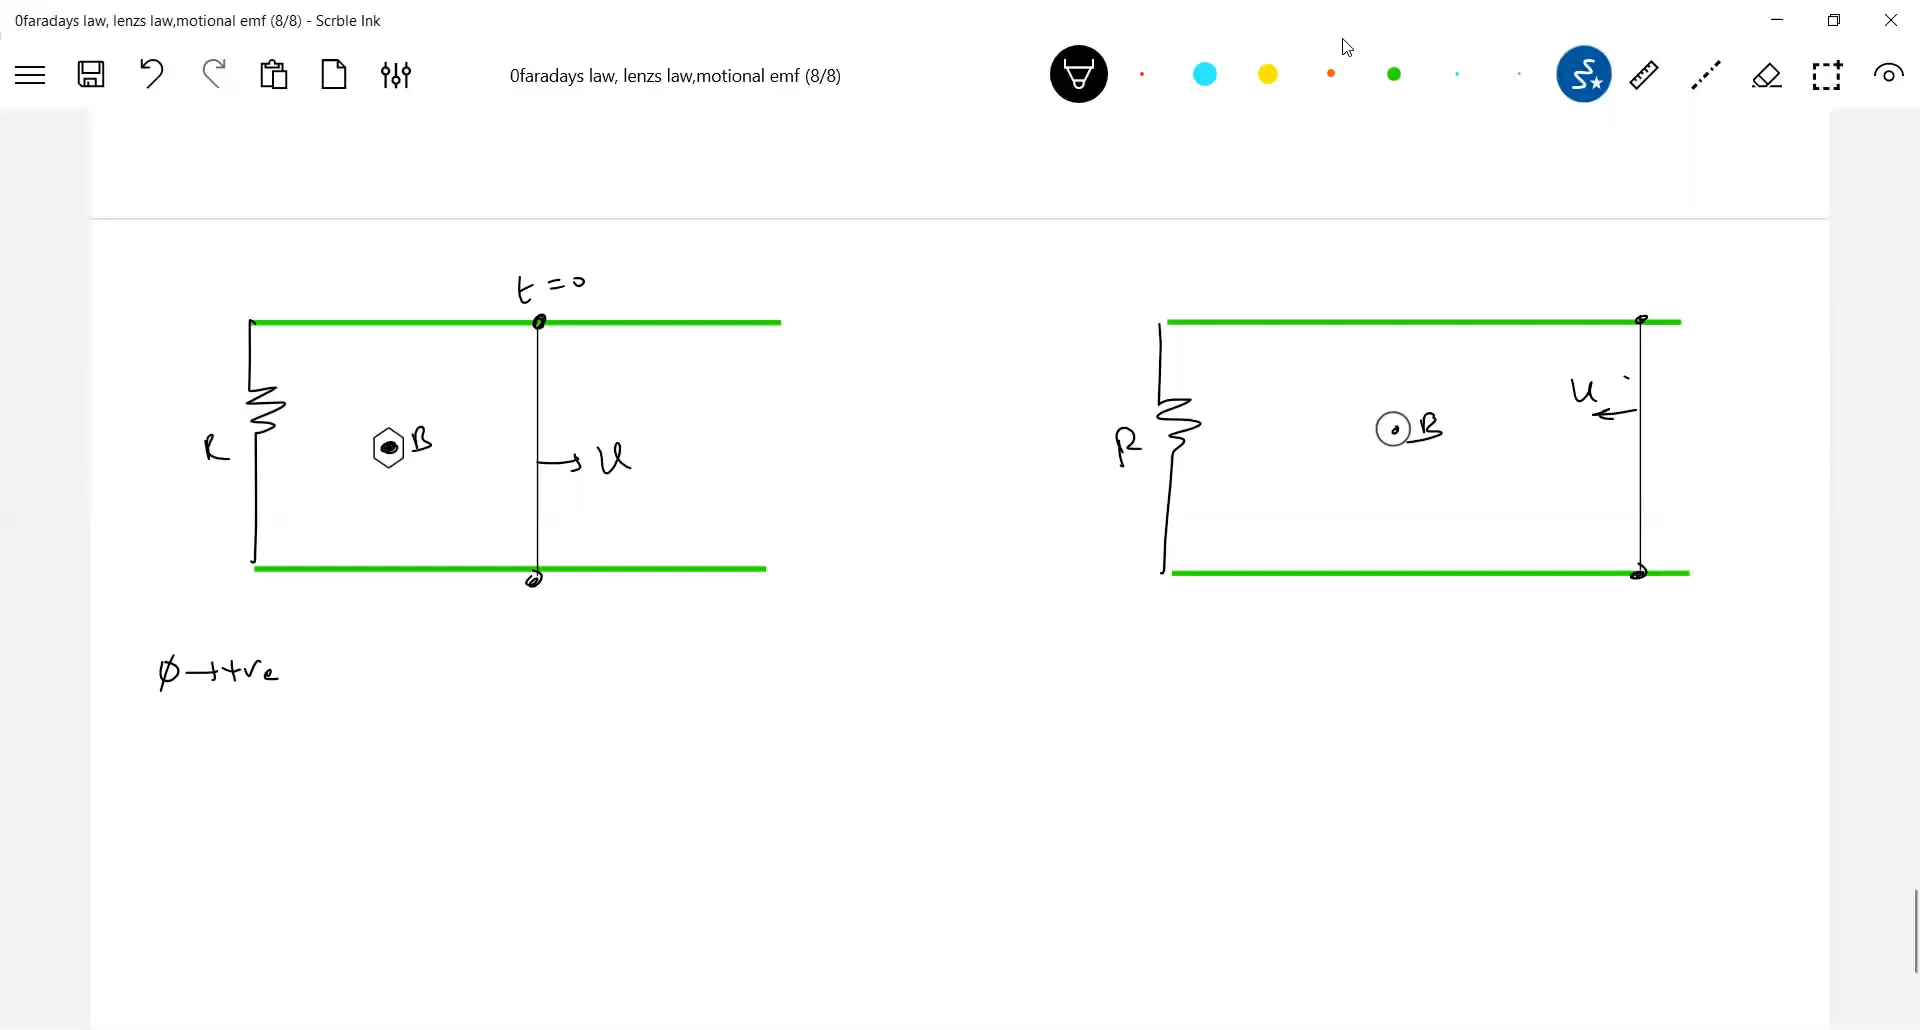 0faradays law, lenzs law,motional emf (8/8) - Scrble Ink
0faradays law, lenzs law,motional emf (8/8)
t = 0
R
B
u
R
B
u
ϕ → +ve